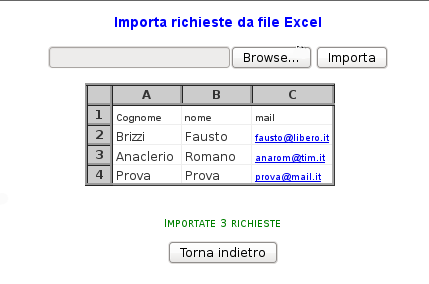 Importa richieste da file Excel
Browse... Importa
A B C
1 Cognome nome mail
2 Brizzi Fausto fausto@libero.it
3 Anaclerio Romano anarom@tim.it
4 Prova Prova prova@mail.it
IMPORTATE 3 RICHIESTE
Torna indietro